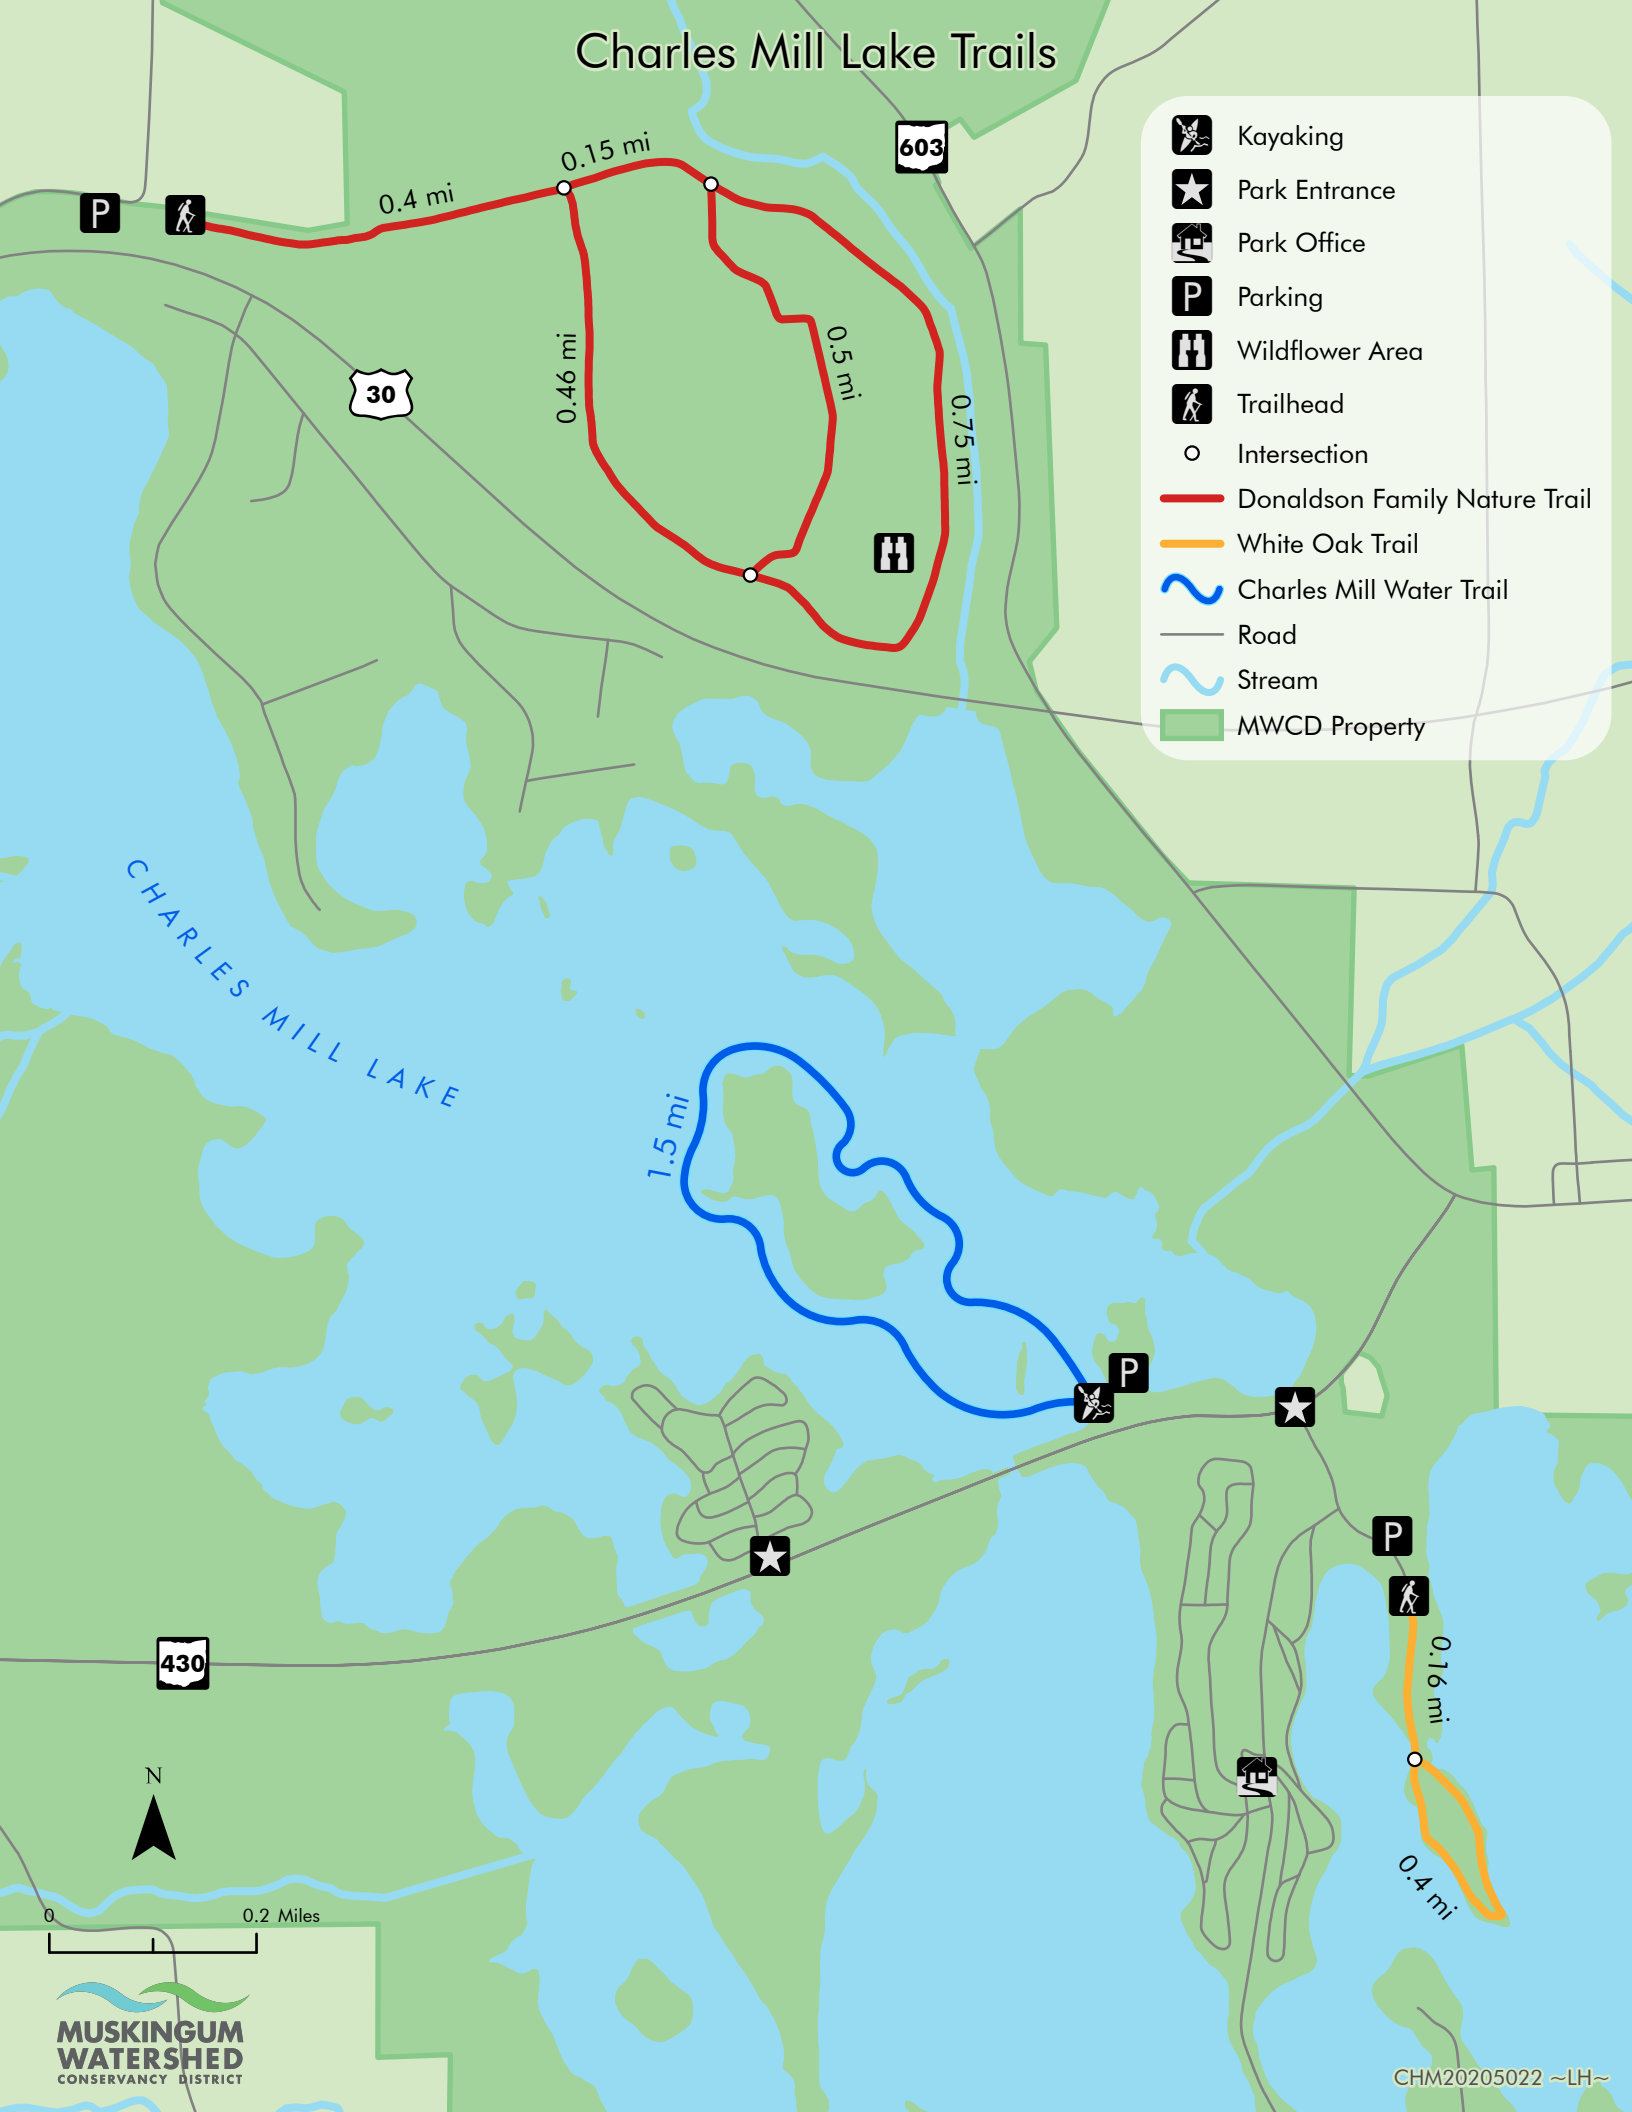 Charles Mill Lake Trails
603
0.15 mi
0.4 mi
P
30
0.46 mi
0.5 mi
0.75 mi
Kayaking
Park Entrance
Park Office
P Parking
Wildflower Area
Trailhead
Intersection
Donaldson Family Nature Trail
White Oak Trail
Charles Mill Water Trail
Road
Stream
MWCD Property
CHARLES MILL LAKE
1.5 mi
P
P
430
0.16 mi
0.4 mi
N
0 0.2 Miles
MUSKINGUM
WATERSHED
CONSERVANCY DISTRICT
CHM20205022 ~LH~